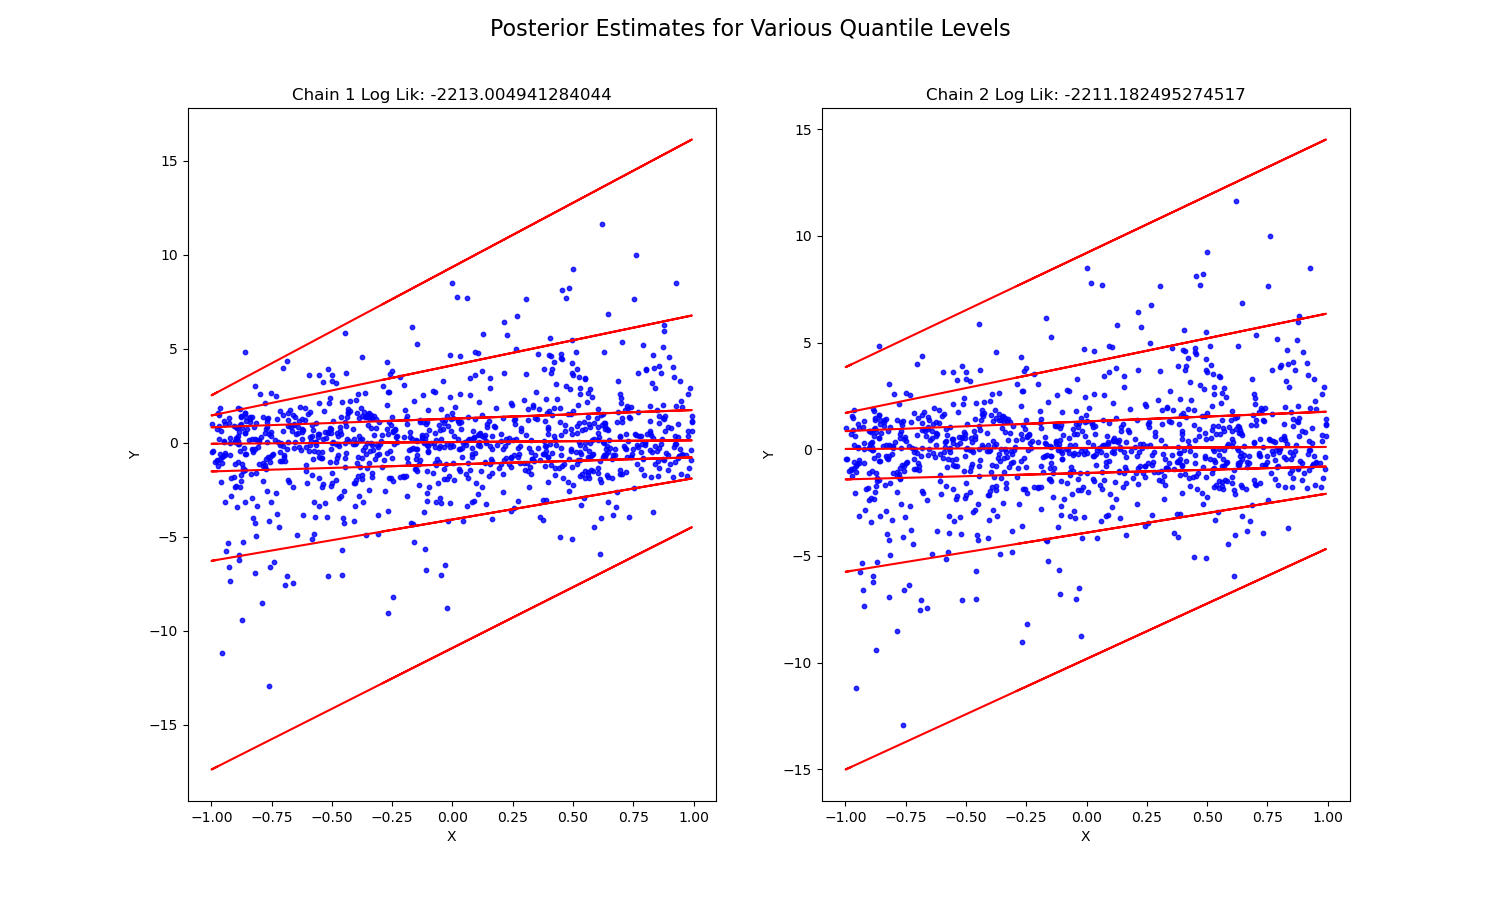 Posterior Estimates for Various Quantile Levels
Chain 1 Log Lik: -2213.004941284044
15
10
5
0
−5
−10
−15
Y
−1.00 −0.75 −0.50 −0.25 0.00 0.25 0.50 0.75 1.00
X
Chain 2 Log Lik: -2211.182495274517
15
10
5
0
−5
−10
−15
Y
−1.00 −0.75 −0.50 −0.25 0.00 0.25 0.50 0.75 1.00
X